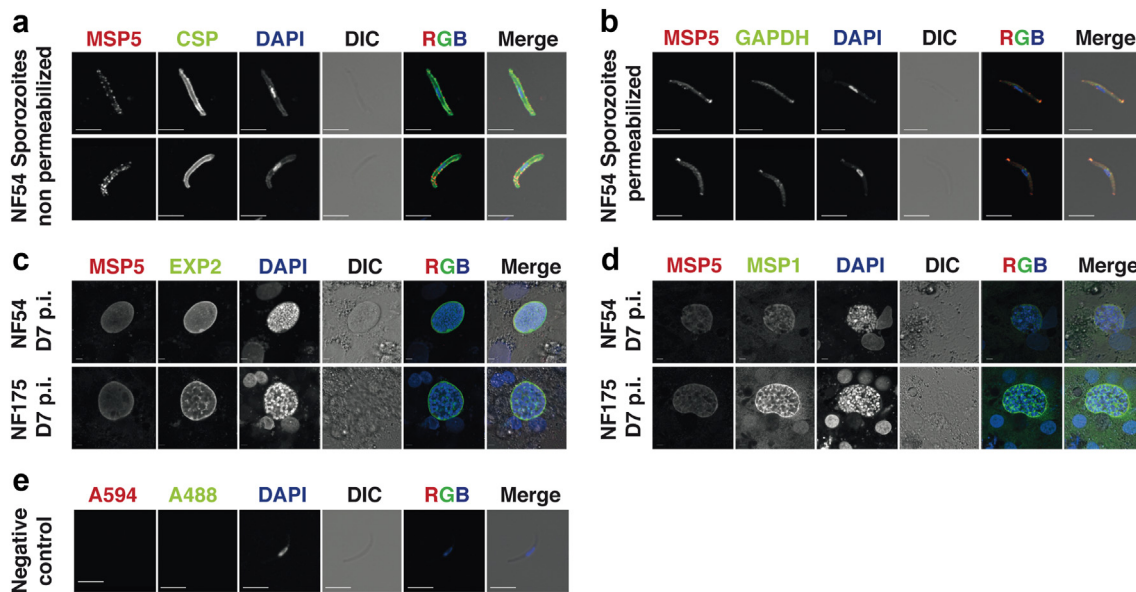 a
MSP5 CSP DAPI DIC RGB Merge
NF54 Sporozoites
non permeabilized
b
MSP5 GAPDH DAPI DIC RGB Merge
NF54 Sporozoites
permeabilized
c
MSP5 EXP2 DAPI DIC RGB Merge
NF54
D7 p.i.
NF175
D7 p.i.
d
MSP5 MSP1 DAPI DIC RGB Merge
NF54
D7 p.i.
NF175
D7 p.i.
e
A594 A488 DAPI DIC RGB Merge
Negative
control